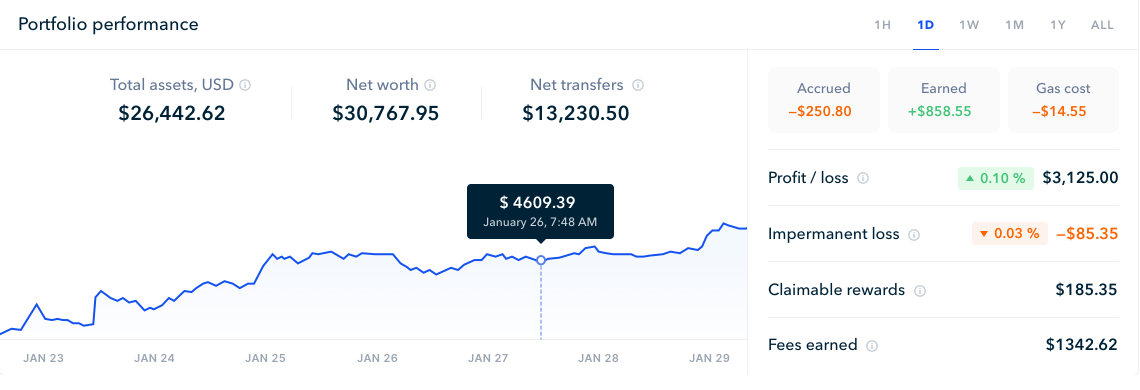 Portfolio performance
1H 1D 1W 1M 1Y ALL
Total assets, USD
$26,442.62
Net worth
$30,767.95
Net transfers
$13,230.50
$ 4609.39
January 26, 7:48 AM
JAN 23 JAN 24 JAN 25 JAN 26 JAN 27 JAN 28 JAN 29
Accrued
−$250.80
Earned
+$858.55
Gas cost
−$14.55
Profit / loss 0.10 % $3,125.00
Impermanent loss 0.03 % −$85.35
Claimable rewards $185.35
Fees earned $1342.62